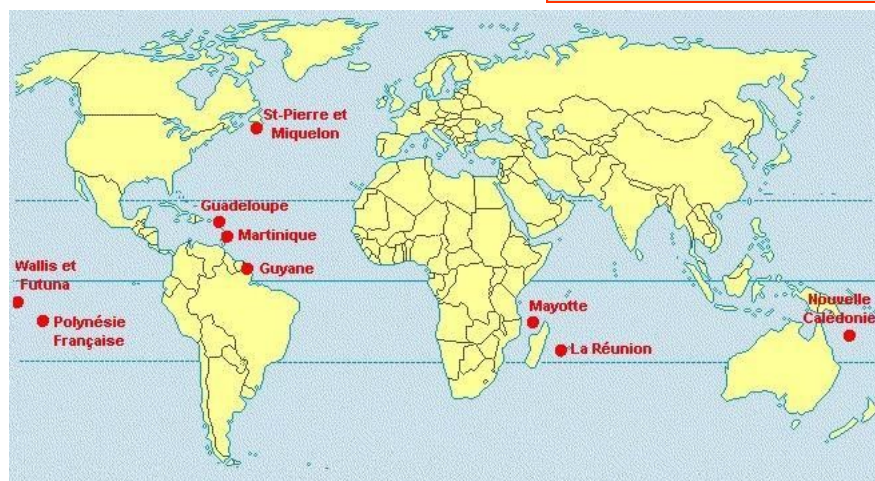 St-Pierre et
Miquelon
Guadeloupe
Martinique
Guyane
Wallis et
Futuna
Polynésie
Française
Mayotte
La Réunion
Nouvelle
Calédonie